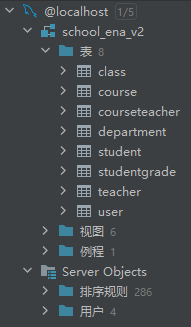 @localhost 1/5
school_ena_v2
表 8
class
course
courseteacher
department
student
studentgrade
teacher
user
视图 6
例程 1
Server Objects
排序规则 286
用户 4